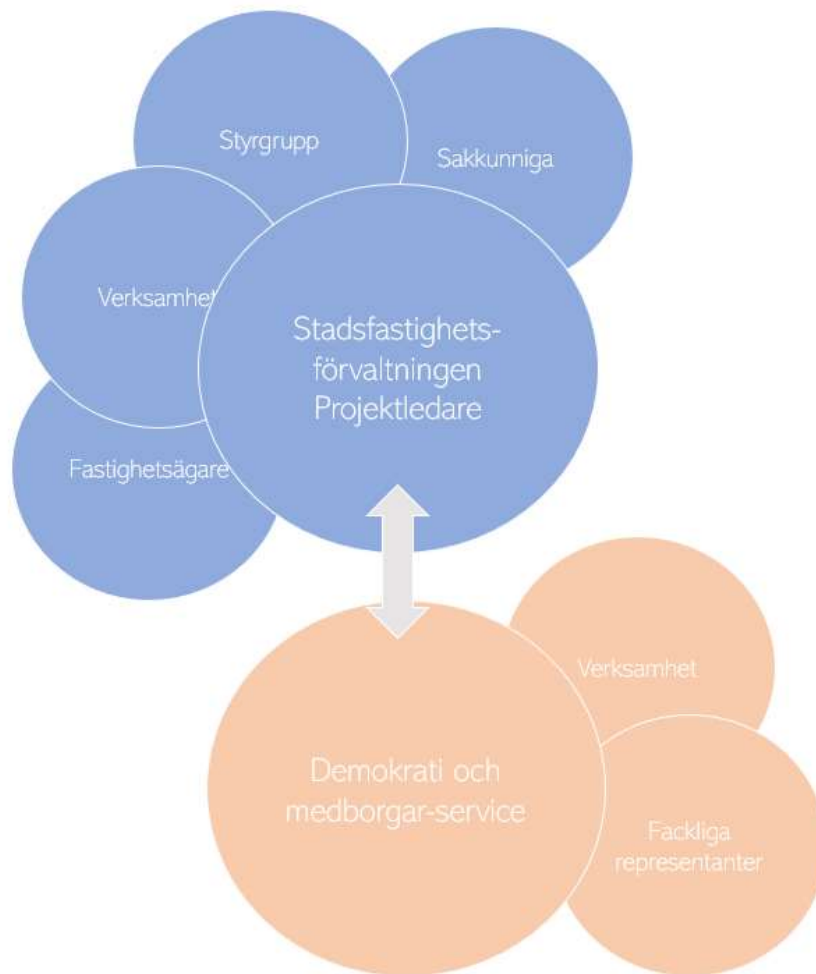 Styrgrupp
Sakkunniga
Verksamhet
Stadsfastighets-
förvaltningen
Projektledare
Fastighetsägare
Verksamhet
Demokrati och
medborgar-service
Fackliga
representanter